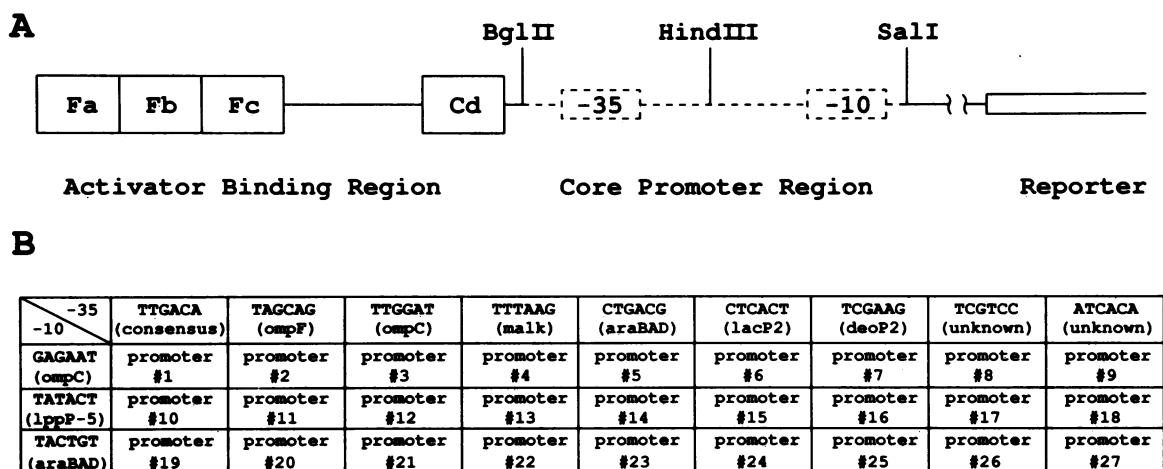 A
BglII HindIII SalI
Fa Fb Fc Cd -35 -10
Activator Binding Region Core Promoter Region Reporter
B
-35 TTGACA TAGCAG TTGGAT TTTAAG CTGACG CTCACT TCGAAG TCGTCC ATCACA
-10 (consensus) (ompF) (ompC) (malk) (araBAD) (lacP2) (deoP2) (unknown) (unknown)
GAGAAT promoter promoter promoter promoter promoter promoter promoter promoter promoter
(ompC) #1 #2 #3 #4 #5 #6 #7 #8 #9
TATACT promoter promoter promoter promoter promoter promoter promoter promoter promoter
(lppP-5) #10 #11 #12 #13 #14 #15 #16 #17 #18
TACTGT promoter promoter promoter promoter promoter promoter promoter promoter promoter
(araBAD) #19 #20 #21 #22 #23 #24 #25 #26 #27